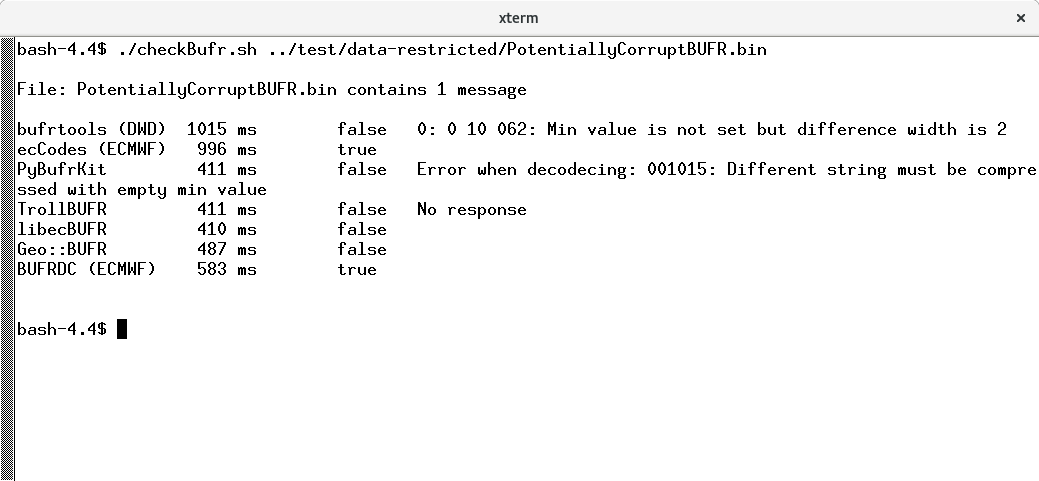 xterm
×
bash-4.4$ ./checkBufr.sh ../test/data-restricted/PotentiallyCorruptBUFR.bin
File: PotentiallyCorruptBUFR.bin contains 1 message
bufrtools (DWD)  1015 ms        false   0: 0 10 062: Min value is not set but difference width is 2
ecCodes (ECMWF)   996 ms        true
PyBufrKit         411 ms        false   Error when decodecing: 001015: Different string must be compre
ssed with empty min value
TrollBUFR         411 ms        false   No response
libecBUFR         410 ms        false
Geo::BUFR         487 ms        false
BUFRDC (ECMWF)    583 ms        true
bash-4.4$